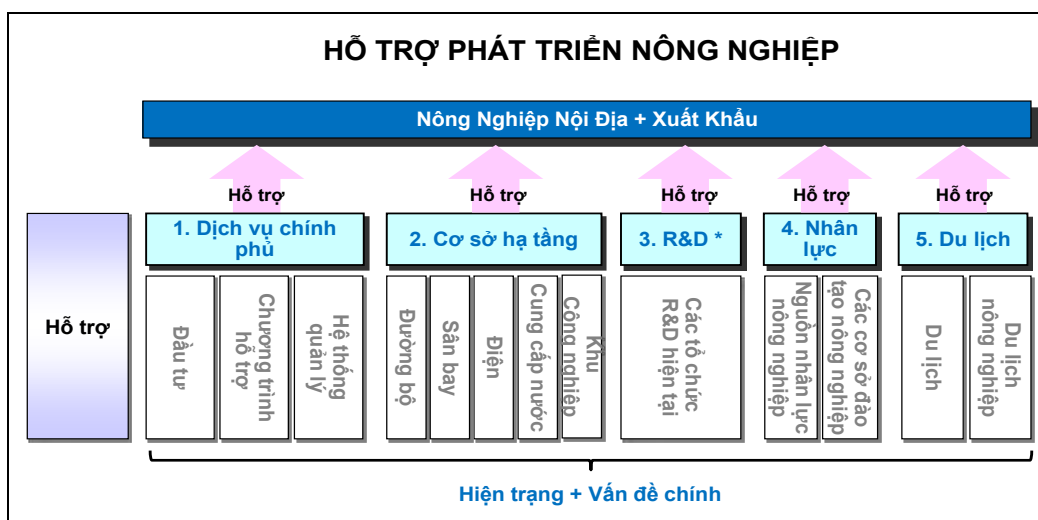 HỖ TRỢ PHÁT TRIỂN NÔNG NGHIỆP
Nông Nghiệp Nội Địa + Xuất Khẩu
Hỗ trợ
Hỗ trợ
Hỗ trợ
Hỗ trợ
Hỗ trợ
1. Dịch vụ chính
phủ
2. Cơ sở hạ tầng
3. R&D *
4. Nhân
lực
5. Du lịch
Hỗ trợ
Đầu tư
Chương trình
hỗ trợ
Hệ thống
quản lý
Đường bộ
Sân bay
Điện
Cung cấp nước
Khu
Công nghiệp
Các tổ chức
R&D hiện tại
Nguồn nhân lực
nông nghiệp
Các cơ sở đào
tạo nông nghiệp
Du lịch
Du lịch
nông nghiệp
Hiện trạng + Vấn đề chính